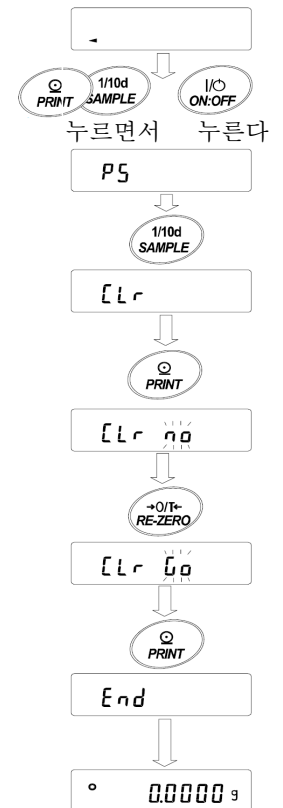 PRINT
1/10d
SAMPLE
I/⏻
ON:OFF
누르면서 누른다
PS
1/10d
SAMPLE
CLr
PRINT
CLr no
→0/T←
RE-ZERO
CLr Go
PRINT
End
0.0000 g